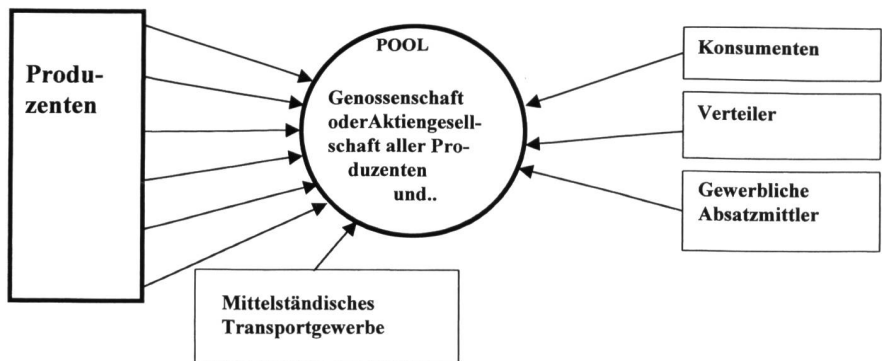 Produ-
zenten
POOL
Genossenschaft
oderAktiengesell-
schaft aller Pro-
duzenten
und..
Konsumenten
Verteiler
Gewerbliche
Absatzmittler
Mittelständisches
Transportgewerbe